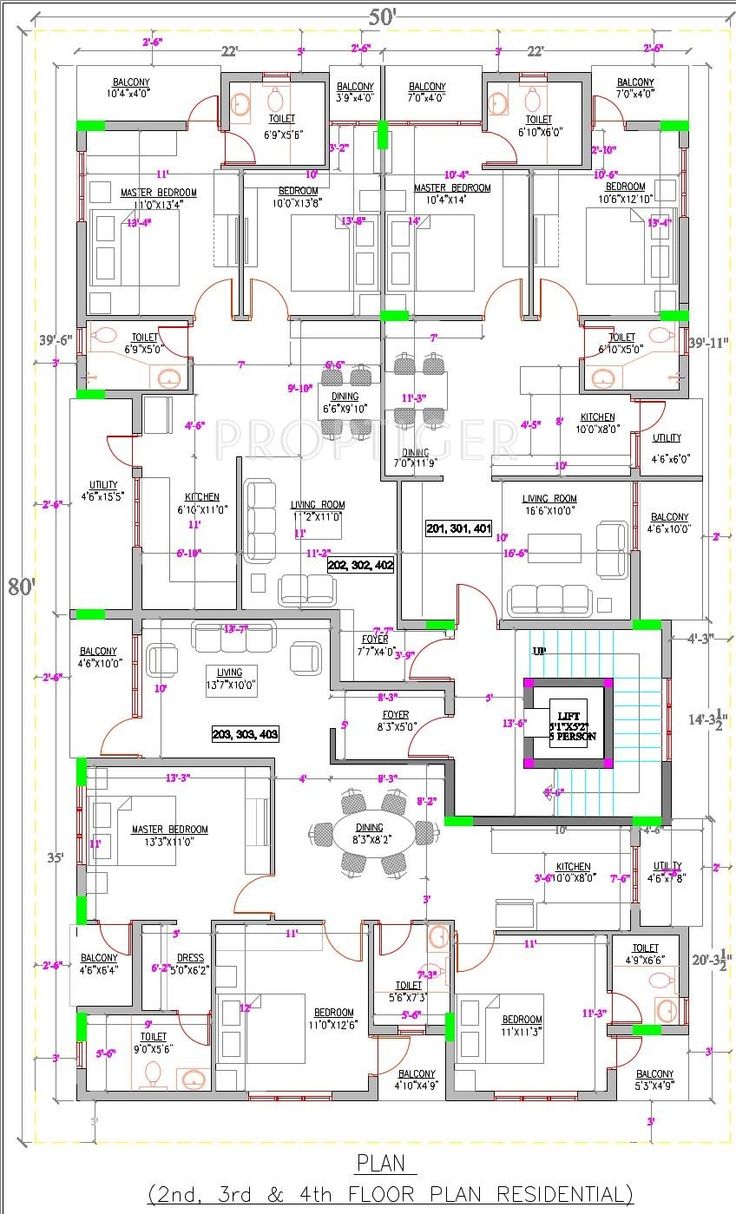 50'
2'-6"
22'
3'
2'-6"
22'
3'
2'-6"
BALCONY
10'4"X4'0"
BALCONY
3'9"x4'0"
BALCONY
7'0"x4'0"
BALCONY
7'0"x4'0"
TOILET
6'9"X5'6"
TOILET
6'10"X6'0"
3'-2"
2'-10"
11'
10'
10'-4"
10'-6"
MASTER BEDROOM
11'0"X13'4"
BEDROOM
10'0"X13'8"
MASTER BEDROOM
10'4"X14'
BEDROOM
10'6"X12'10"
13'-4"
13'-8"
14'
13'-4"
39'-6"
3'
TOILET
6'9"X5'0"
7'
6'-6"
7'
TOILET
6'10"X5'0"
39'-11"
3'
9'-10"
DINING
6'6"X9'10"
11'-3"
8'
4'-6"
4'-5"
KITCHEN
10'0"X8'0"
PROPTIGER
DINING
7'0"X11'9"
10'
UTILITY
4'6"x6'0"
UTILITY
4'6"X15'5"
KITCHEN
6'10"X11'0"
11'
6'-10"
LIVING ROOM
11'2"X11'0"
11'
11'-2"
202, 302, 402
LIVING ROOM
16'6"X10'0"
201, 301, 401
10'
16'-6"
BALCONY
4'6"X10'0"
2'-6"
2'
80'
13'-7"
7'-7"
FOYER
7'7"X4'0"
3'-9"
UP
4'-3"
BALCONY
4'6"X10'0"
2'-6"
LIVING
13'7"X10'0"
10'
8'-3"
5'
FOYER
8'3"X5'0"
5'
13'-6"
LIFT
5'1"X5'2"
5 PERSON
14'-3½"
203, 303, 403
13'-3"
4'
8'-3"
8'-2"
3'-6"
MASTER BEDROOM
13'3"X11'0"
DINING
8'3"X8'2"
10'
4'-6"
35'
11'
KITCHEN
10'0"X8'0"
3'-6"
7'-6"
UTILITY
4'6"x7'8"
2'
3'
5'
11'
11'
BALCONY
4'6"X6'4"
2'-6"
DRESS
5'0"X6'2"
6'-2"
TOILET
4'9"X6'6"
20'-3½"
TOILET
5'6"X7'3"
7'-3"
5'-6"
12'
BEDROOM
11'0"X12'6"
BEDROOM
11'X11'3"
11'-3"
9'
TOILET
9'0"X5'6"
5'-6"
3'
3'
BALCONY
4'10"X4'9"
BALCONY
5'3"X4'9"
3'
3'
PLAN
(2nd, 3rd & 4th FLOOR PLAN RESIDENTIAL)